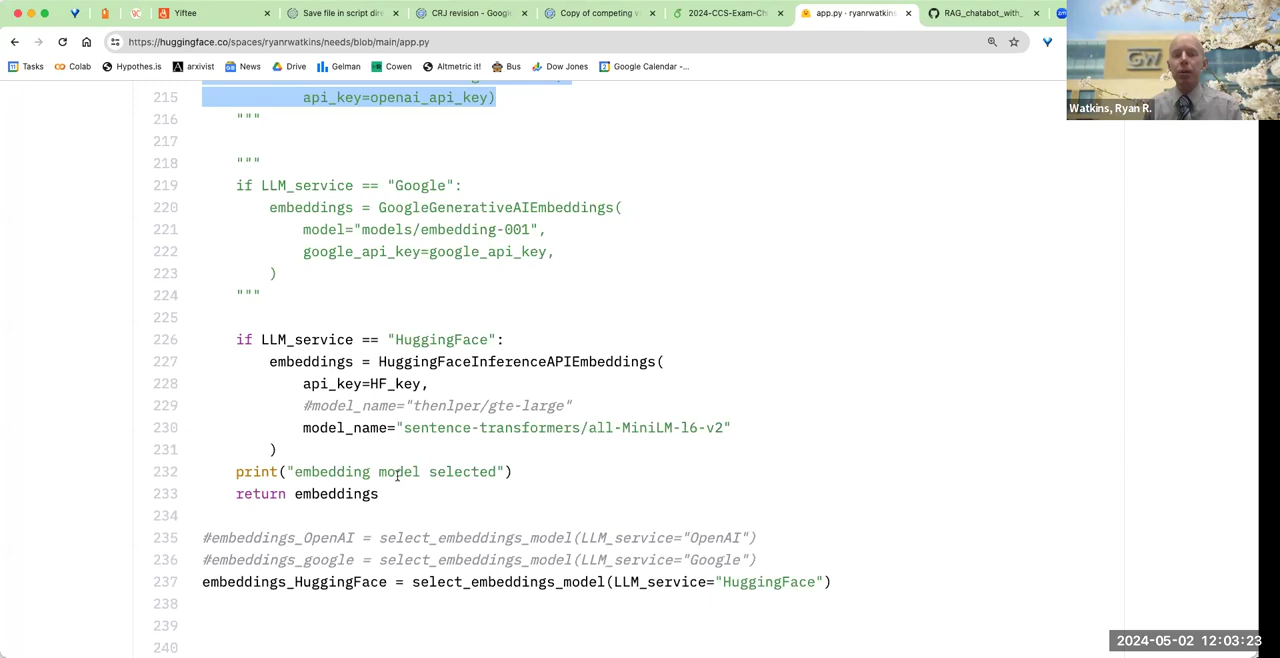 Yiftee
Save file in script dire
CRJ revision - Google
Copy of competing v
2024-CCS-Exam-Ch
app.py · ryanrwatkins
RAG_chatabot_with_
zm
https://huggingface.co/spaces/ryanrwatkins/needs/blob/main/app.py
Tasks
Colab
Hypothes.is
arxivist
News
Drive
Gelman
Cowen
Altmetric it!
Bus
Dow Jones
Google Calendar -...
GW
Watkins, Ryan R.
215 api_key=openai_api_key)
216 """
217
218 """
219 if LLM_service == "Google":
220 embeddings = GoogleGenerativeAIEmbeddings(
221 model="models/embedding-001",
222 google_api_key=google_api_key,
223 )
224 """
225
226 if LLM_service == "HuggingFace":
227 embeddings = HuggingFaceInferenceAPIEmbeddings(
228 api_key=HF_key,
229 #model_name="thenlper/gte-large"
230 model_name="sentence-transformers/all-MiniLM-l6-v2"
231 )
232 print("embedding model selected")
233 return embeddings
234
235 #embeddings_OpenAI = select_embeddings_model(LLM_service="OpenAI")
236 #embeddings_google = select_embeddings_model(LLM_service="Google")
237 embeddings_HuggingFace = select_embeddings_model(LLM_service="HuggingFace")
238
239
240
2024-05-02 12:03:23